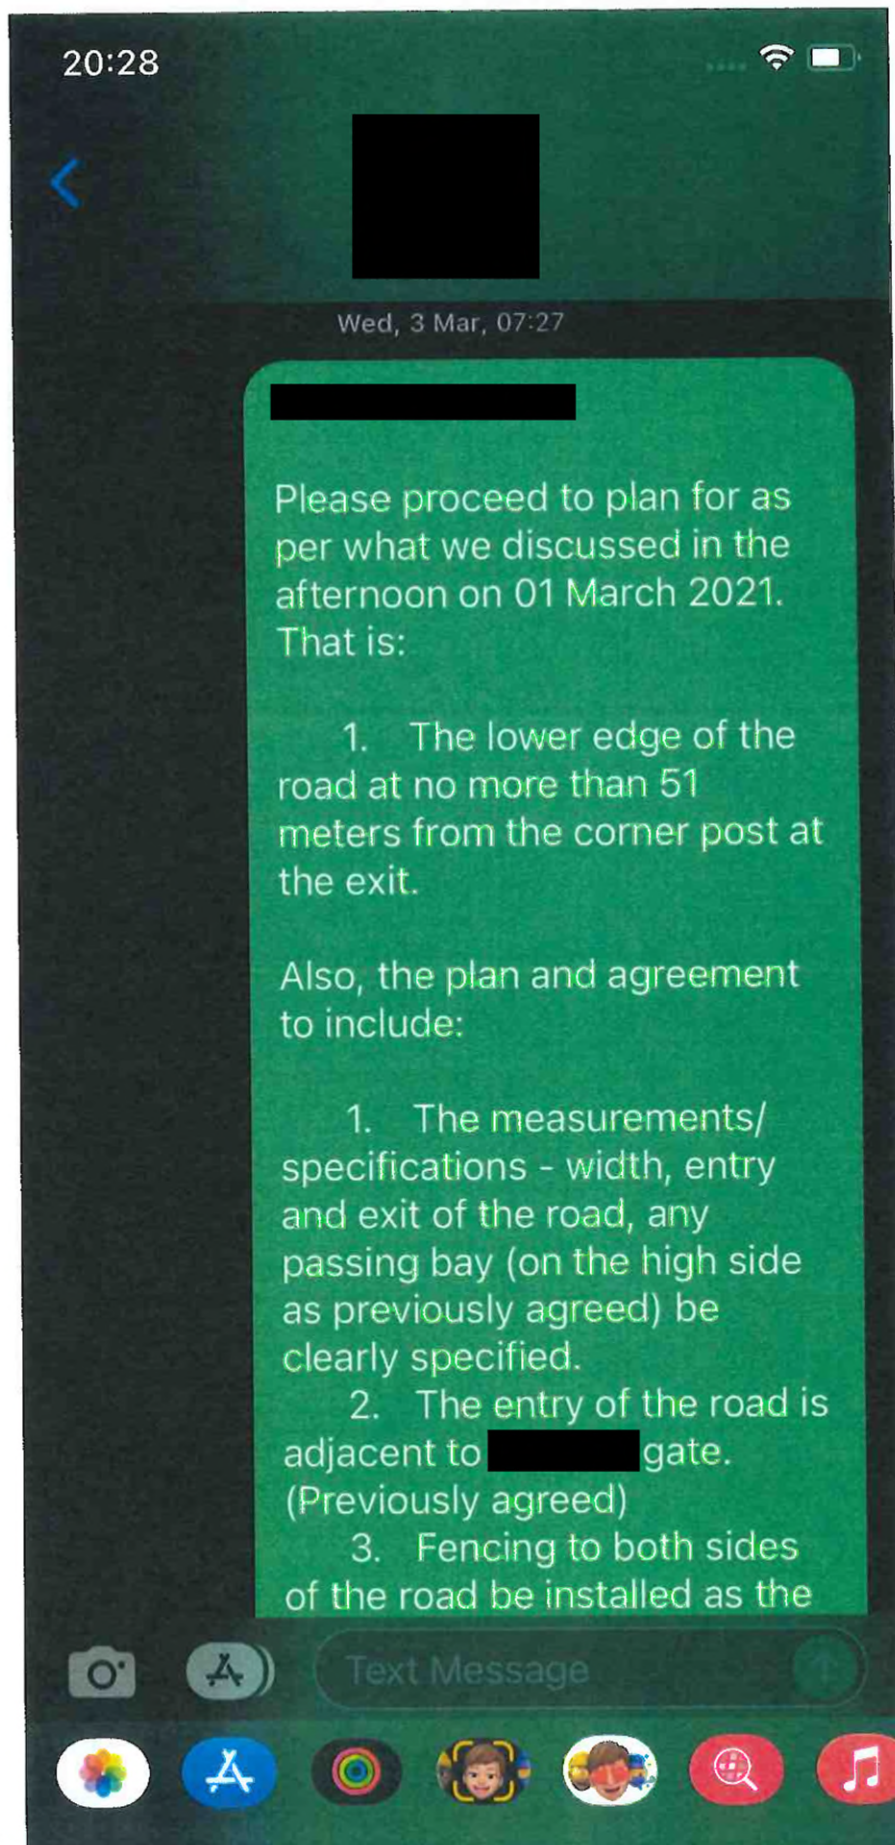 20:28
Wed, 3 Mar, 07:27
Please proceed to plan for as
per what we discussed in the
afternoon on 01 March 2021.
That is:
1. The lower edge of the
road at no more than 51
meters from the corner post at
the exit.
Also, the plan and agreement
to include:
1. The measurements/
specifications - width, entry
and exit of the road, any
passing bay (on the high side
as previously agreed) be
clearly specified.
2. The entry of the road is
adjacent to gate.
(Previously agreed)
3. Fencing to both sides
of the road be installed as the
Text Message